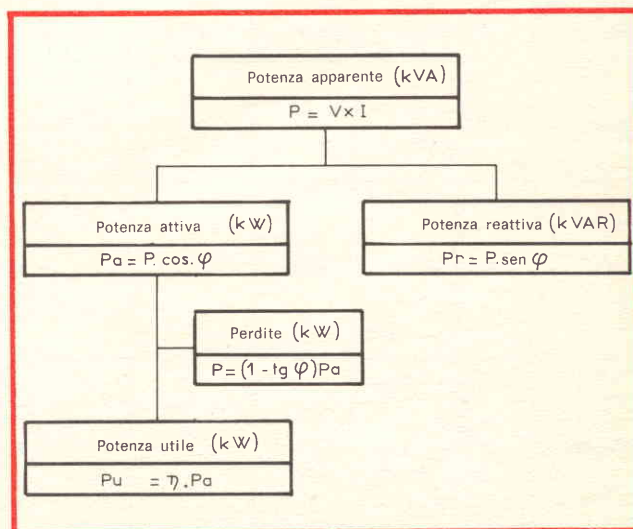 Potenza apparente (kVA)
P = V×I
Potenza attiva (kW)
Pa = P. cos. φ
Potenza reattiva (kVAR)
Pr = P. sen φ
Perdite (kW)
P = (1 - tg φ) Pa
Potenza utile (kW)
Pu = η. Pa